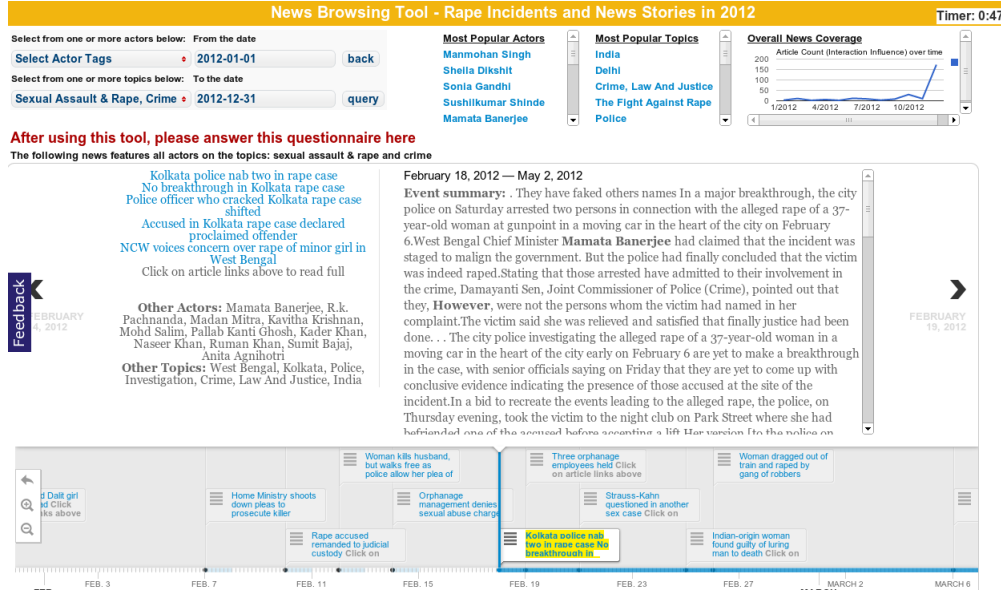 News Browsing Tool - Rape Incidents and News Stories in 2012
Timer: 0:47
Select from one or more actors below: From the date
Select Actor Tags
2012-01-01
back
Select from one or more topics below: To the date
Sexual Assault & Rape, Crime
2012-12-31
query
Most Popular Actors
Manmohan Singh
Sheila Dikshit
Sonia Gandhi
Sushilkumar Shinde
Mamata Banerjee
Most Popular Topics
India
Delhi
Crime, Law And Justice
The Fight Against Rape
Police
Overall News Coverage
Article Count (Interaction Influence) over time
200
150
100
50
0
1/2012 4/2012 7/2012 10/2012
After using this tool, please answer this questionnaire here
The following news features all actors on the topics: sexual assault & rape and crime
Kolkata police nab two in rape case
No breakthrough in Kolkata rape case
Police officer who cracked Kolkata rape case
shifted
Accused in Kolkata rape case declared
proclaimed offender
NCW voices concern over rape of minor girl in
West Bengal
Click on article links above to read full
Other Actors: Mamata Banerjee, R.k.
Pachnanda, Madan Mitra, Kavitha Krishnan,
Mohd Salim, Pallab Kanti Ghosh, Kader Khan,
Naseer Khan, Ruman Khan, Sumit Bajaj,
Anita Agnihotri
Other Topics: West Bengal, Kolkata, Police,
Investigation, Crime, Law And Justice, India
February 18, 2012 — May 2, 2012
Event summary: . They have faked others names In a major breakthrough, the city
police on Saturday arrested two persons in connection with the alleged rape of a 37-
year-old woman at gunpoint in a moving car in the heart of the city on February
6.West Bengal Chief Minister Mamata Banerjee had claimed that the incident was
staged to malign the government. But the police had finally concluded that the victim
was indeed raped.Stating that those arrested have admitted to their involvement in
the crime, Damayanti Sen, Joint Commissioner of Police (Crime), pointed out that
they, However, were not the persons whom the victim had named in her
complaint.The victim said she was relieved and satisfied that finally justice had been
done. . . The city police investigating the alleged rape of a 37-year-old woman in a
moving car in the heart of the city early on February 6 are yet to make a breakthrough
in the case, with senior officials saying on Friday that they are yet to come up with
conclusive evidence indicating the presence of those accused at the site of the
incident.In a bid to recreate the events leading to the alleged rape, the police, on
Thursday evening, took the victim to the night club on Park Street where she had
befriended one of the accused before accepting a lift.Her version [to the police on
Feedback
FEBRUARY
4, 2012
FEBRUARY
19, 2012
d Dalit girl
ad Click
ks above
Home Ministry shoots
down pleas to
prosecute killer
Rape accused
remanded to judicial
custody Click on
Woman kills husband,
but walks free as
police allow her plea of
Orphanage
management denies
sexual abuse charge
Kolkata police nab
two in rape case No
breakthrough in
Three orphanage
employees held Click
on article links above
Strauss-Kahn
questioned in another
sex case Click on
Indian-origin woman
found guilty of luring
man to death Click on
Woman dragged out of
train and raped by
gang of robbers
FEB. 3 FEB. 7 FEB. 11 FEB. 15 FEB. 19 FEB. 23 FEB. 27 MARCH 2 MARCH 6